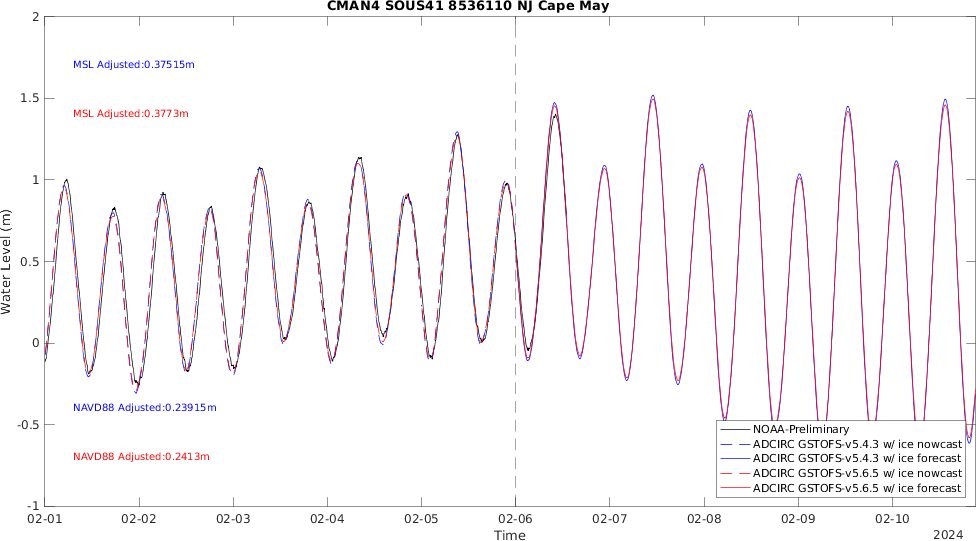 CMAN4 SOUS41 8536110 NJ Cape May
2
1.5
1
0.5
0
-0.5
-1
Water Level (m)
MSL Adjusted:0.37515m
MSL Adjusted:0.3773m
NAVD88 Adjusted:0.23915m
NAVD88 Adjusted:0.2413m
NOAA-Preliminary
ADCIRC GSTOFS-v5.4.3 w/ ice nowcast
ADCIRC GSTOFS-v5.4.3 w/ ice forecast
ADCIRC GSTOFS-v5.6.5 w/ ice nowcast
ADCIRC GSTOFS-v5.6.5 w/ ice forecast
02-01 02-02 02-03 02-04 02-05 02-06 02-07 02-08 02-09 02-10
Time
2024